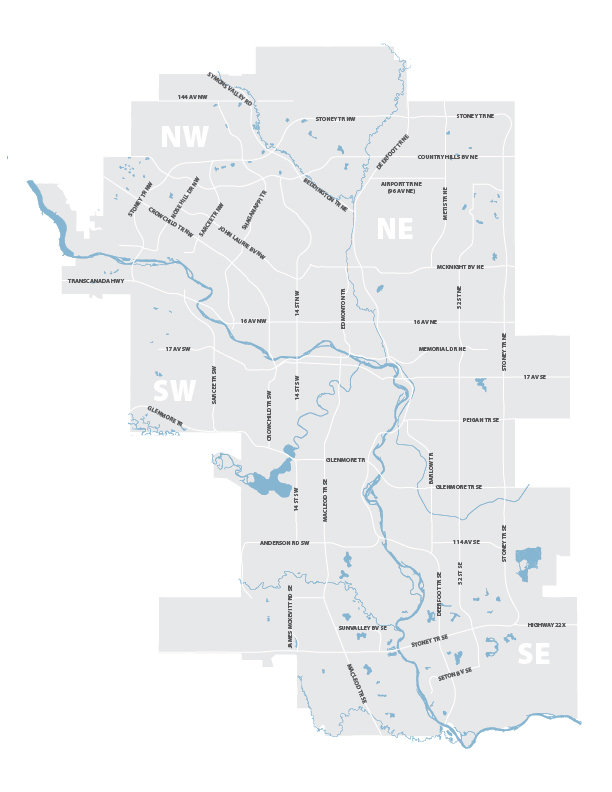 SYMONS VALLEY RD
144 AV NW
STONEY TR NW
STONEY TR NE
NW
DEERFOOT TR NE
COUNTRY HILLS BV NE
BEDDINGTON TR NE
AIRPORT TR NE
(96 AV NE)
METIS TR NE
STONEY TR NW
NOSE HILL DR NW
CROWCHILD TR NW
SARCEE TR NW
SHAGANAPPI TR
JOHN LAURIE BV NW
NE
MCKNIGHT BV NE
TRANSCANADA HWY
14 ST NW
EDMONTON TR
52 ST NE
16 AV NW
16 AV NE
17 AV SW
MEMORIAL DR NE
STONEY TR NE
SW
SARCEE TR SW
14 ST SW
17 AV SE
GLENMORE TR
CROWCHILD TR SW
PEIGAN TR SE
GLENMORE TR
BARLOW TR
GLENMORE TR SE
14 ST SW
MACLEOD TR SE
ANDERSON RD SW
114 AV SE
STONEY TR SE
52 ST SE
DEERFOOT TR SE
JAMES MCKEVITT RD SE
SUNVALLEY BV SE
HIGHWAY 22X
STONEY TR SE
SE
MACLEOD TR SE
SETON BV SE